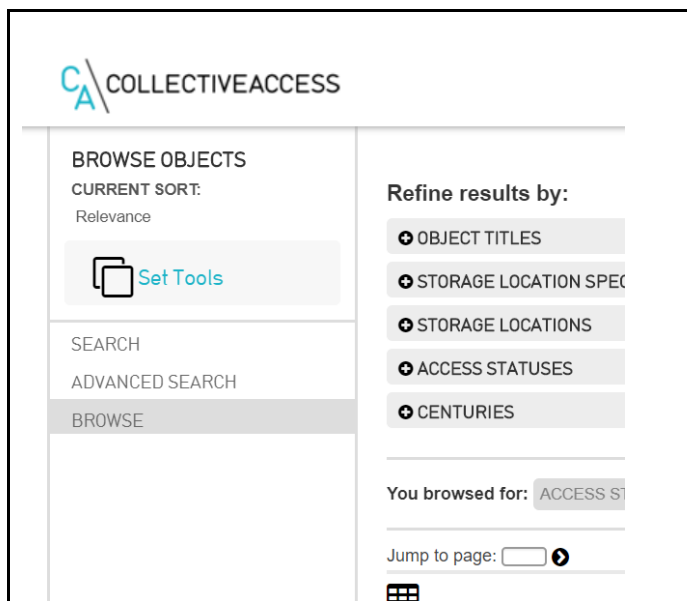 CA COLLECTIVEACCESS
BROWSE OBJECTS
CURRENT SORT:
Relevance
Set Tools
SEARCH
ADVANCED SEARCH
BROWSE
Refine results by:
OBJECT TITLES
STORAGE LOCATION SPEC
STORAGE LOCATIONS
ACCESS STATUSES
CENTURIES
You browsed for: ACCESS ST
Jump to page: